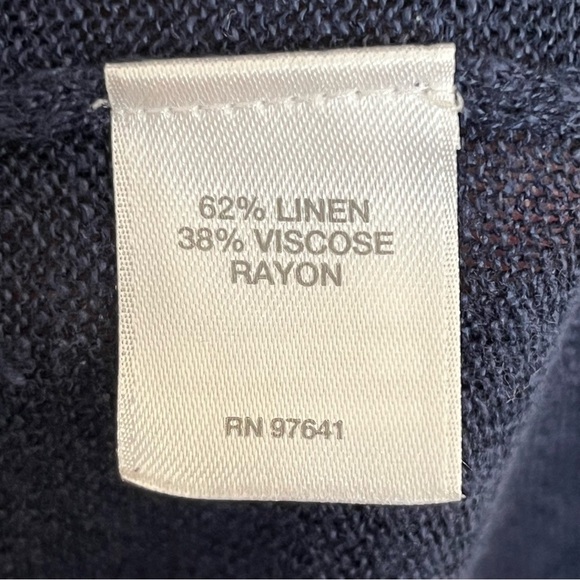 62% LINEN
38% VISCOSE
RAYON
RN 97641